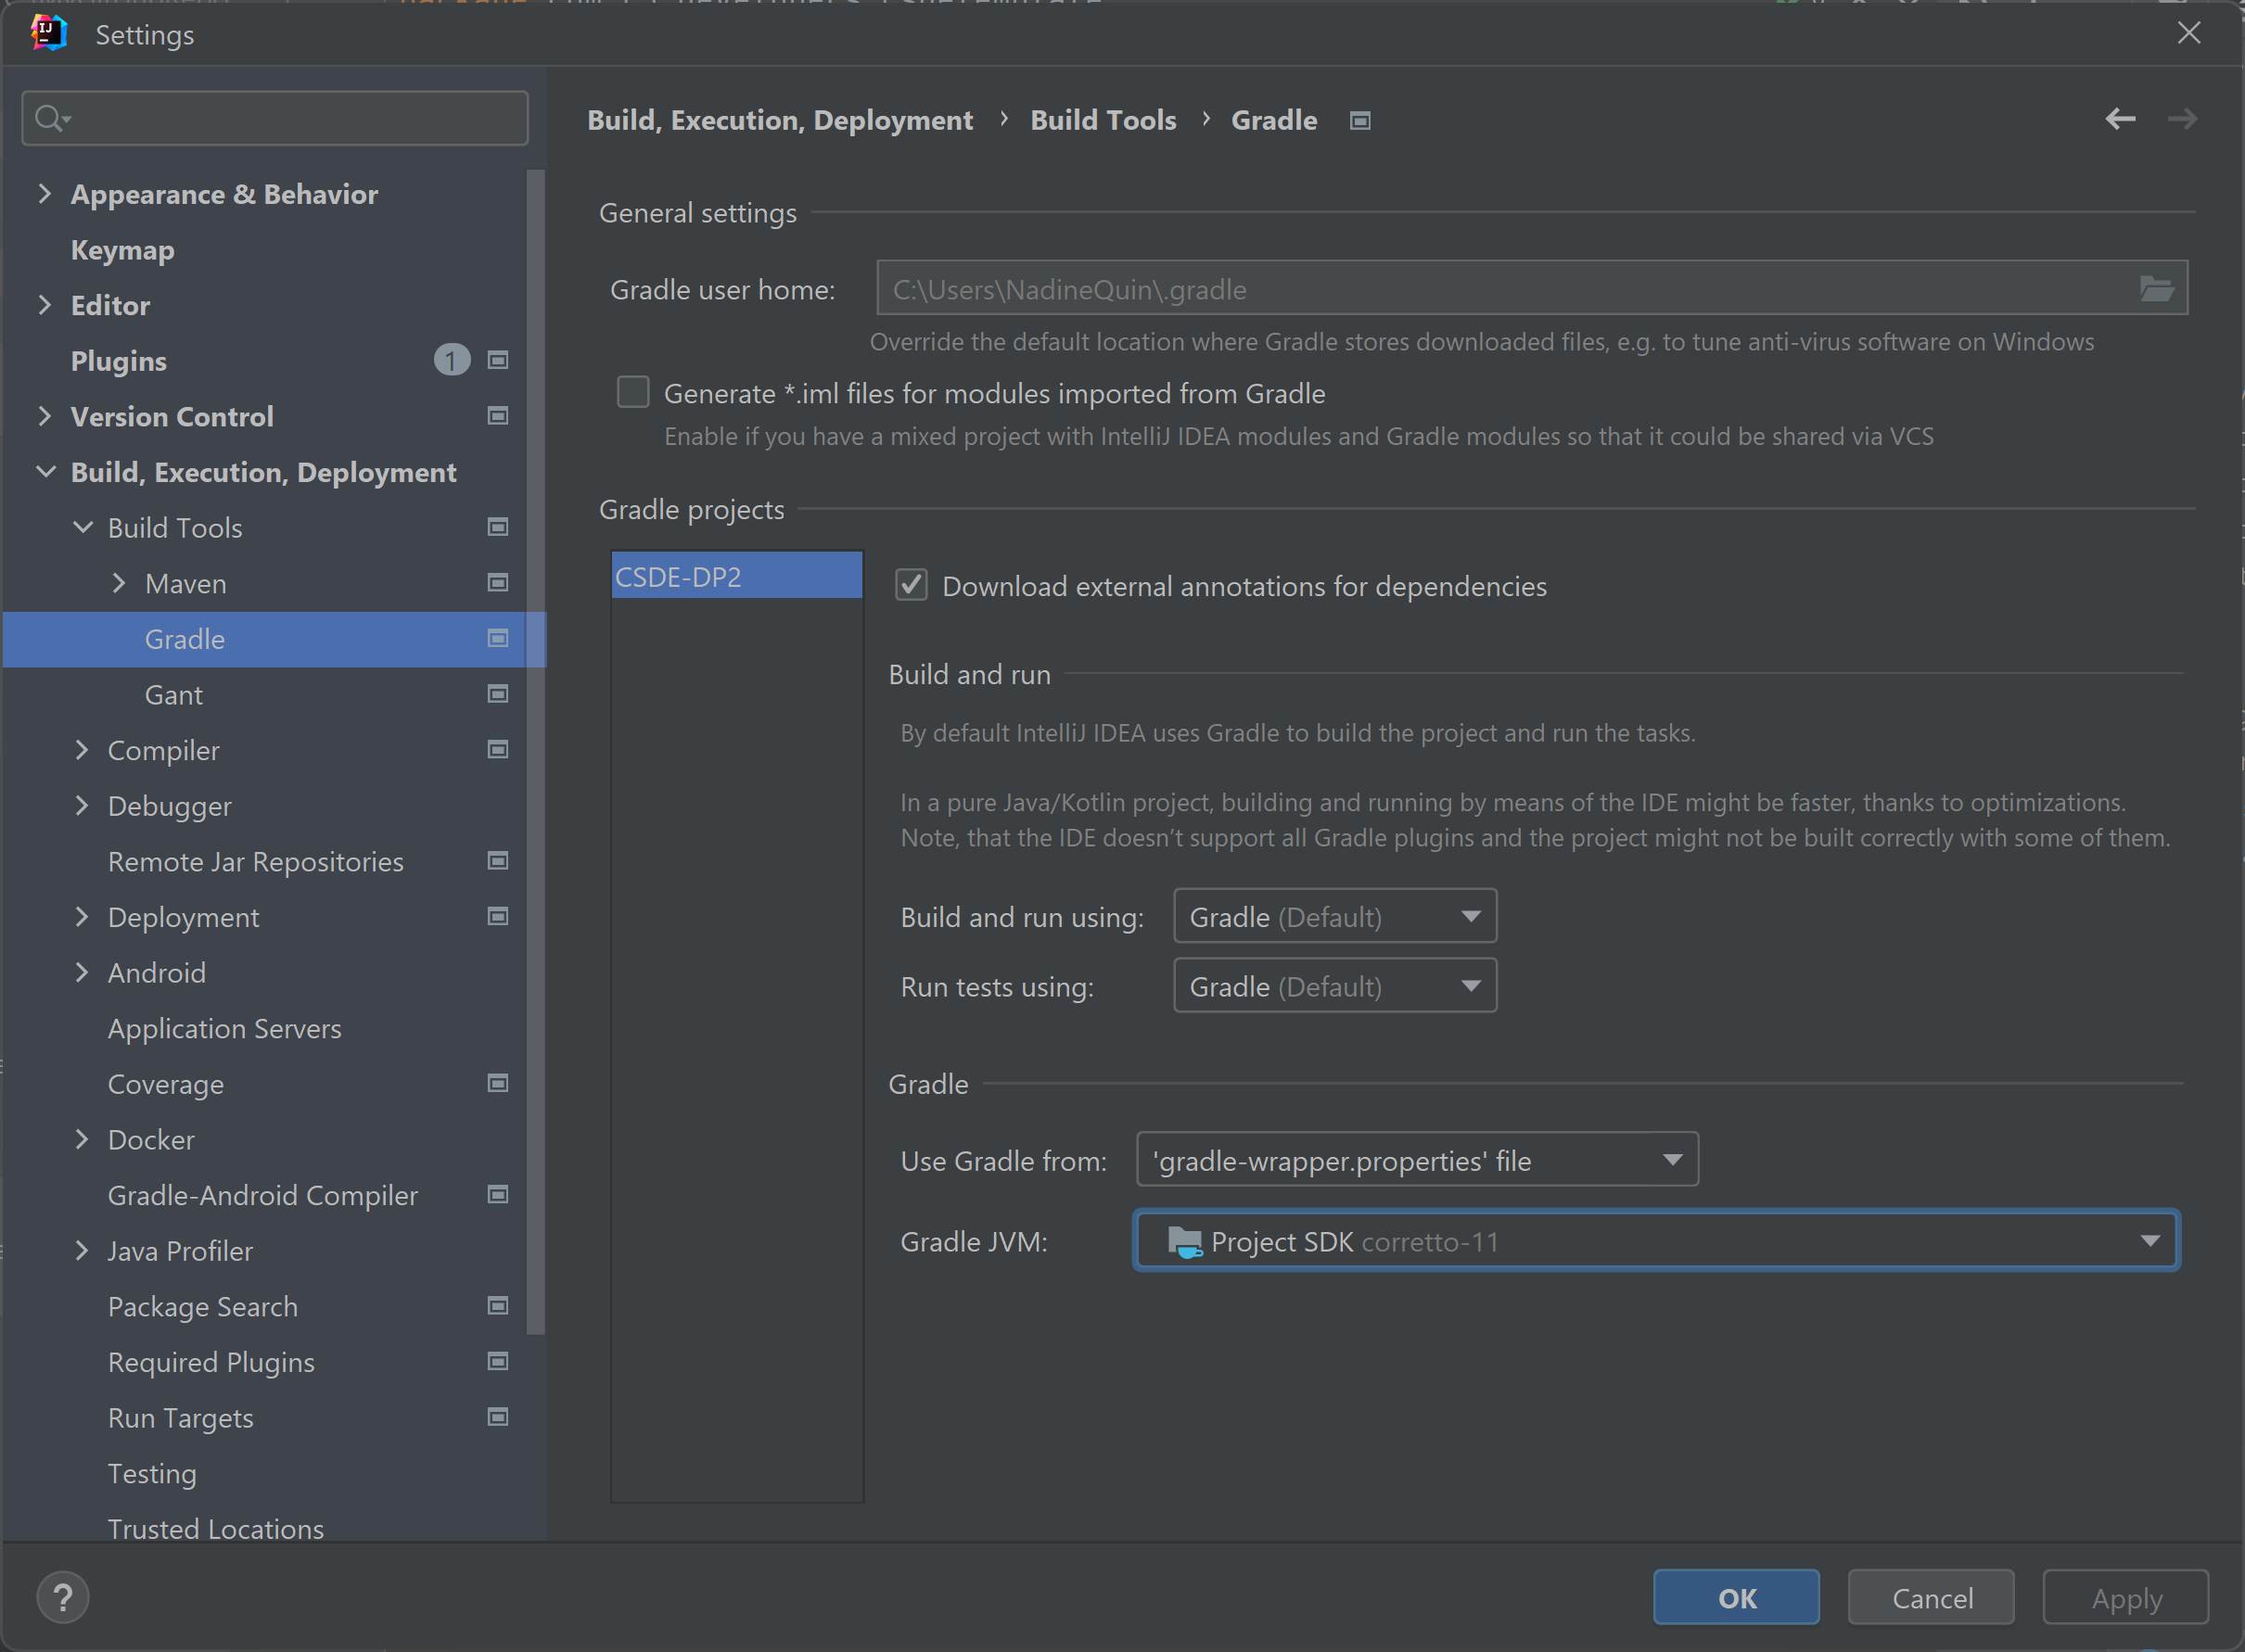 Settings
Appearance & Behavior
Keymap
Editor
Plugins 1
Version Control
Build, Execution, Deployment
Build Tools
Maven
Gradle
Gant
Compiler
Debugger
Remote Jar Repositories
Deployment
Android
Application Servers
Coverage
Docker
Gradle-Android Compiler
Java Profiler
Package Search
Required Plugins
Run Targets
Testing
Trusted Locations
Build, Execution, Deployment › Build Tools › Gradle
General settings
Gradle user home: C:\Users\NadineQuin\.gradle
Override the default location where Gradle stores downloaded files, e.g. to tune anti-virus software on Windows
Generate *.iml files for modules imported from Gradle
Enable if you have a mixed project with IntelliJ IDEA modules and Gradle modules so that it could be shared via VCS
Gradle projects
CSDE-DP2
Download external annotations for dependencies
Build and run
By default IntelliJ IDEA uses Gradle to build the project and run the tasks.
In a pure Java/Kotlin project, building and running by means of the IDE might be faster, thanks to optimizations.
Note, that the IDE doesn't support all Gradle plugins and the project might not be built correctly with some of them.
Build and run using: Gradle (Default)
Run tests using: Gradle (Default)
Gradle
Use Gradle from: 'gradle-wrapper.properties' file
Gradle JVM: Project SDK corretto-11
?
OK Cancel Apply